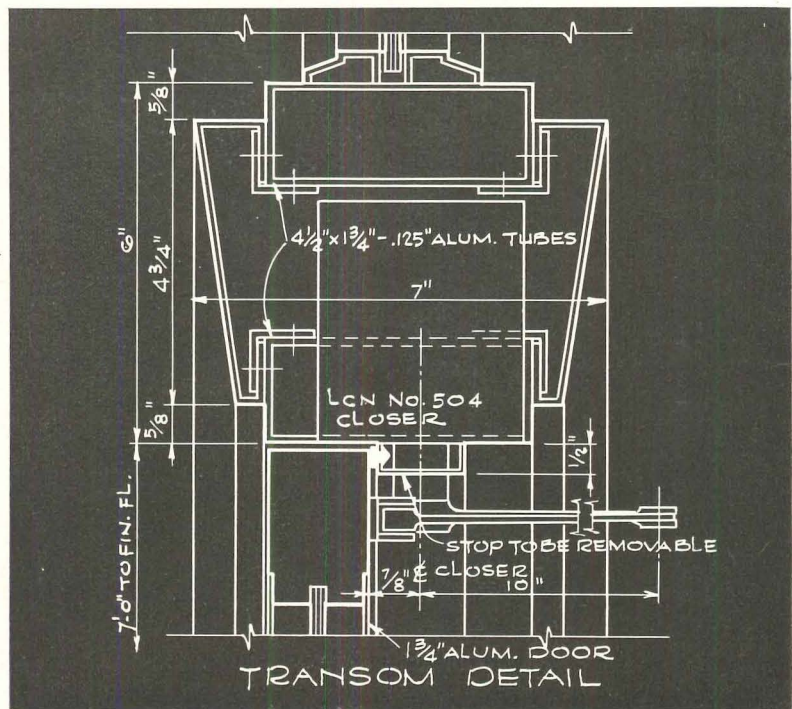 5/8"
6"
4 3/4"
4 1/2" x 1 3/4" - .125" ALUM. TUBES
7"
LCN No. 504
CLOSER
5/8"
1/2"
7'-0" TO FIN. FL.
STOP TO BE REMOVABLE
7/8"
℄ CLOSER
10"
1 3/4" ALUM. DOOR
TRANSOM DETAIL